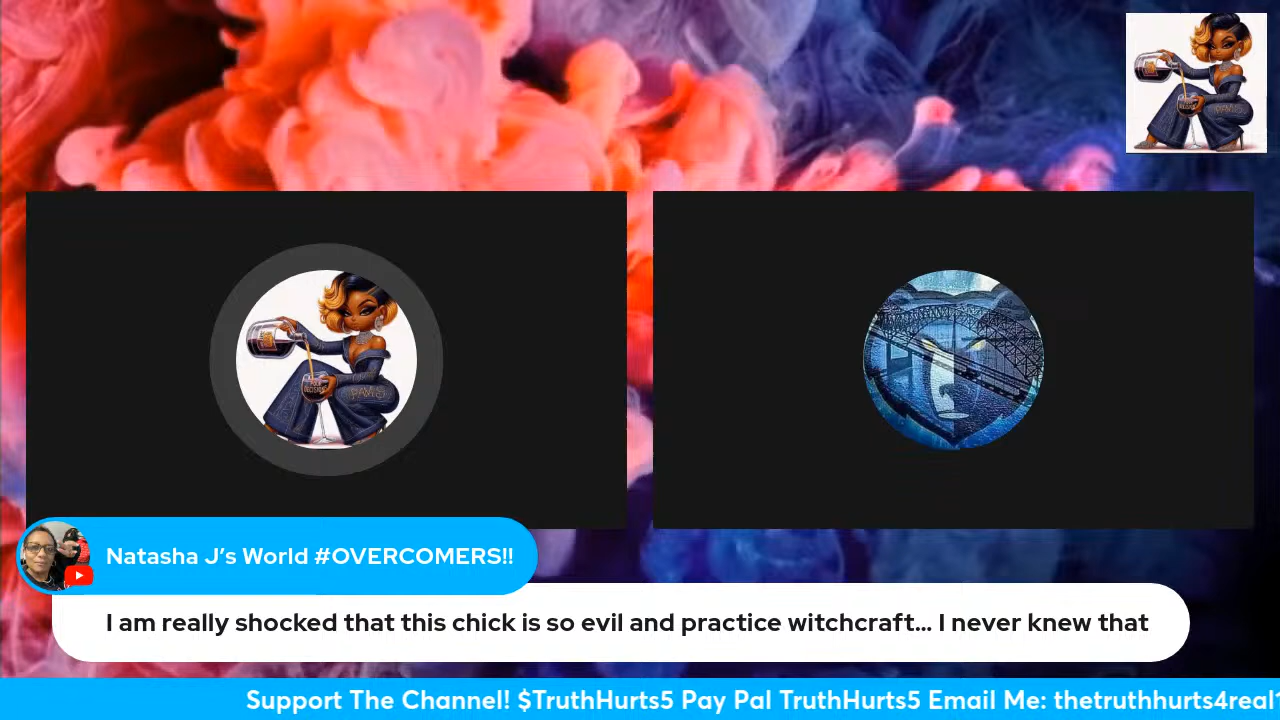 Natasha J’s World #OVERCOMERS!!
I am really shocked that this chick is so evil and practice witchcraft... I never knew that
Support The Channel! $TruthHurts5 Pay Pal TruthHurts5 Email Me: thetruthhurts4real